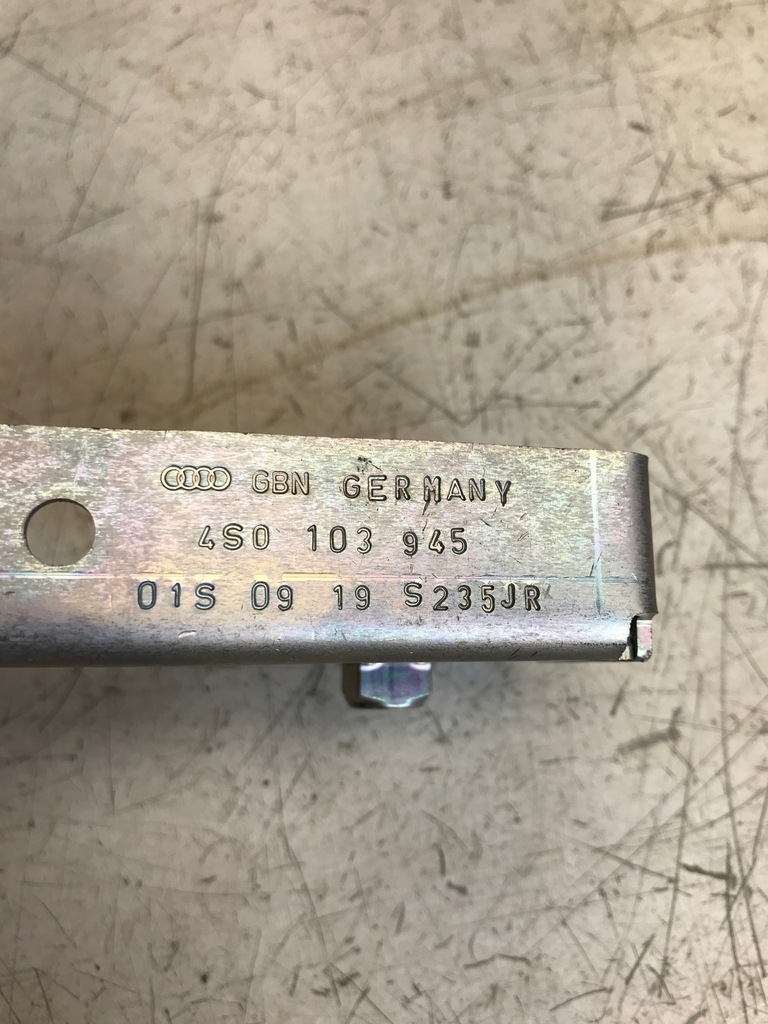 GBN GERMANY
4S0 103 945
01S 09 19 S235JR